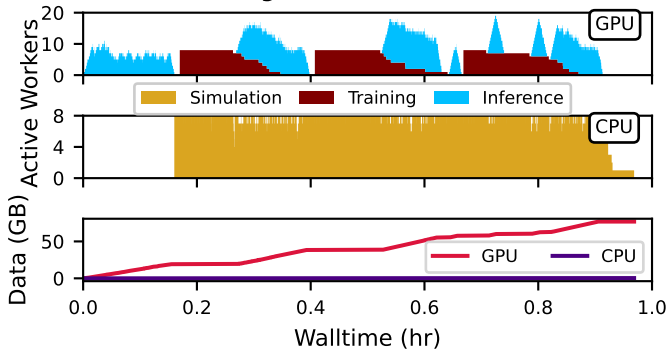 20
10
0
GPU
Simulation Training Inference
Active Workers
8
4
0
CPU
Data (GB)
50
0
GPU CPU
0.0 0.2 0.4 0.6 0.8 1.0
Walltime (hr)